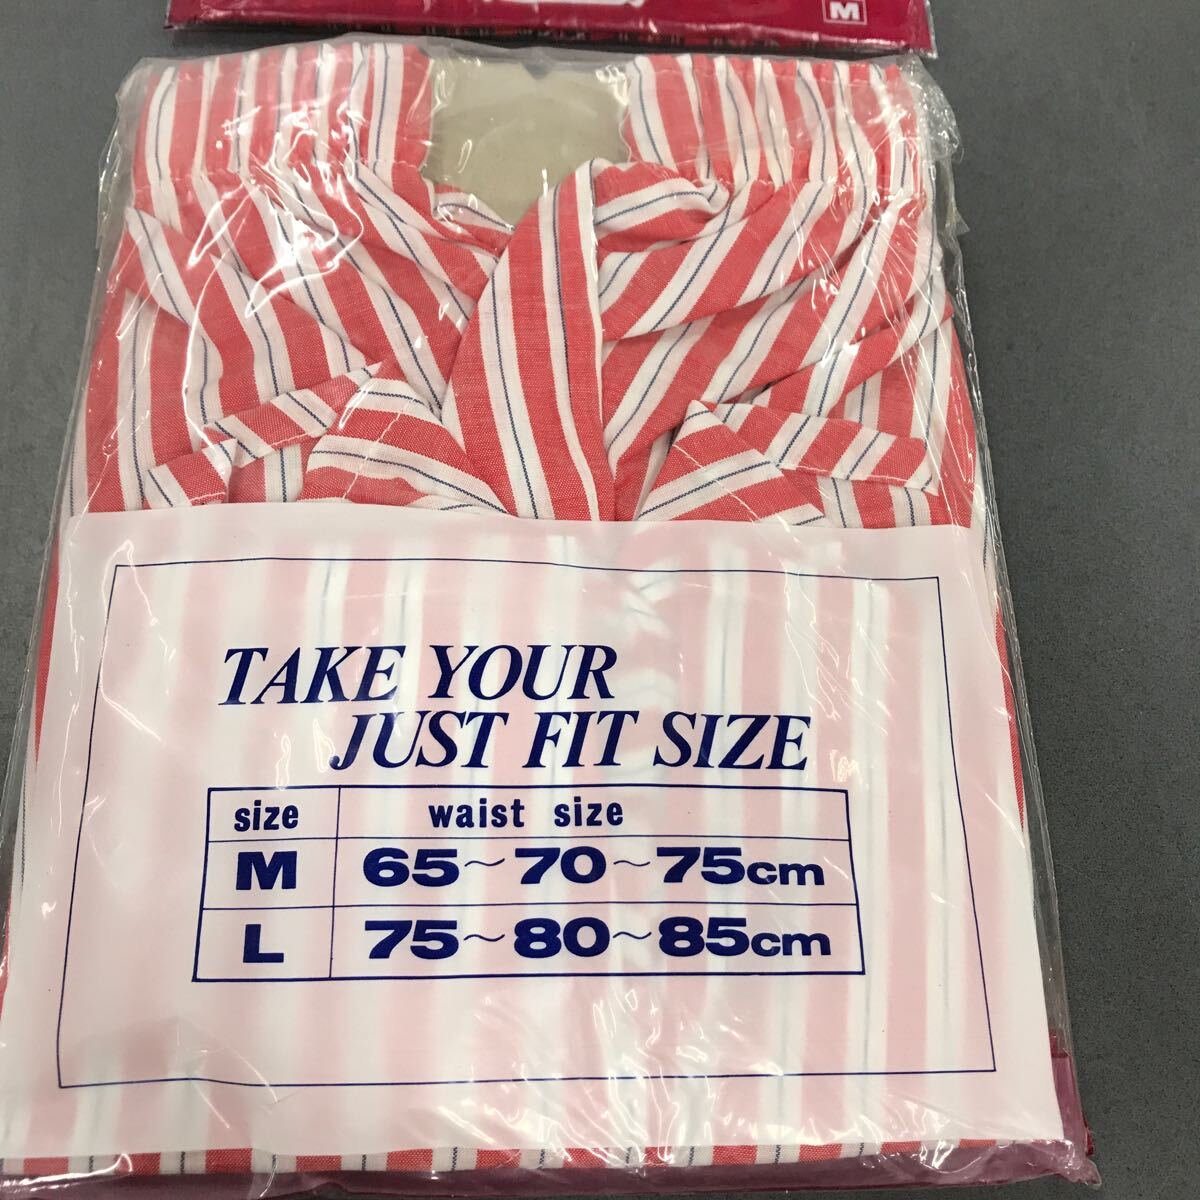 M
TAKE YOUR
JUST FIT SIZE
size waist size
M 65~70~75cm
L 75~80~85cm